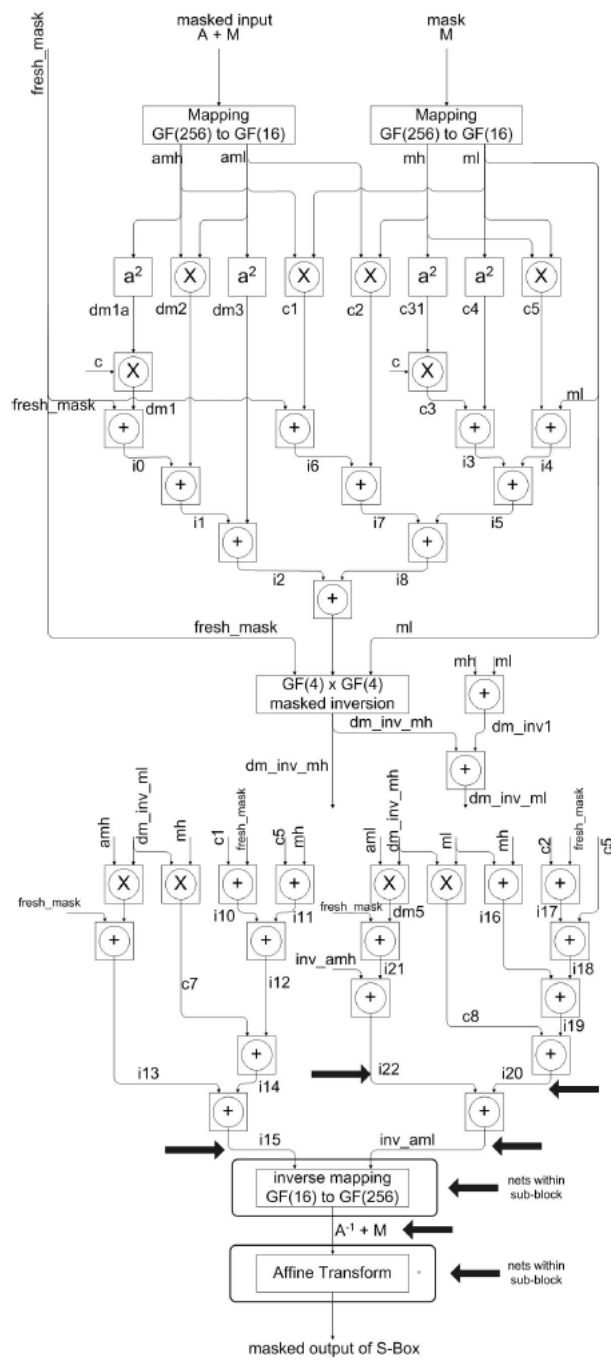 masked input
A + M
mask
M
fresh_mask
Mapping
GF(256) to GF(16)
Mapping
GF(256) to GF(16)
amh
aml
mh
ml
a²
X
a²
X
X
a²
a²
X
dm1a
dm2
dm3
c1
c2
c31
c4
c5
c
X
c
X
fresh_mask
dm1
c3
ml
+
+
+
+
i0
i6
i3
i4
+
+
+
i1
i7
i5
+
+
i2
i8
+
fresh_mask
ml
GF(4) x GF(4)
masked inversion
mh
ml
+
dm_inv_mh
dm_inv1
dm_inv_mh
+
dm_inv_ml
amh
dm_inv_ml
mh
c1
fresh_mask
c5
mh
aml
dm_inv_mh
ml
mh
c2
fresh_mask
c5
X
X
+
+
X
X
+
+
fresh_mask
i10
i11
fresh_mask
dm5
i16
i17
+
+
+
+
inv_amh
i21
i18
c7
i12
+
+
c8
i19
+
+
i13
i14
i22
i20
+
+
i15
inv_aml
inverse mapping
GF(16) to GF(256)
nets within
sub-block
A⁻¹ + M
Affine Transform
nets within
sub-block
masked output of S-Box